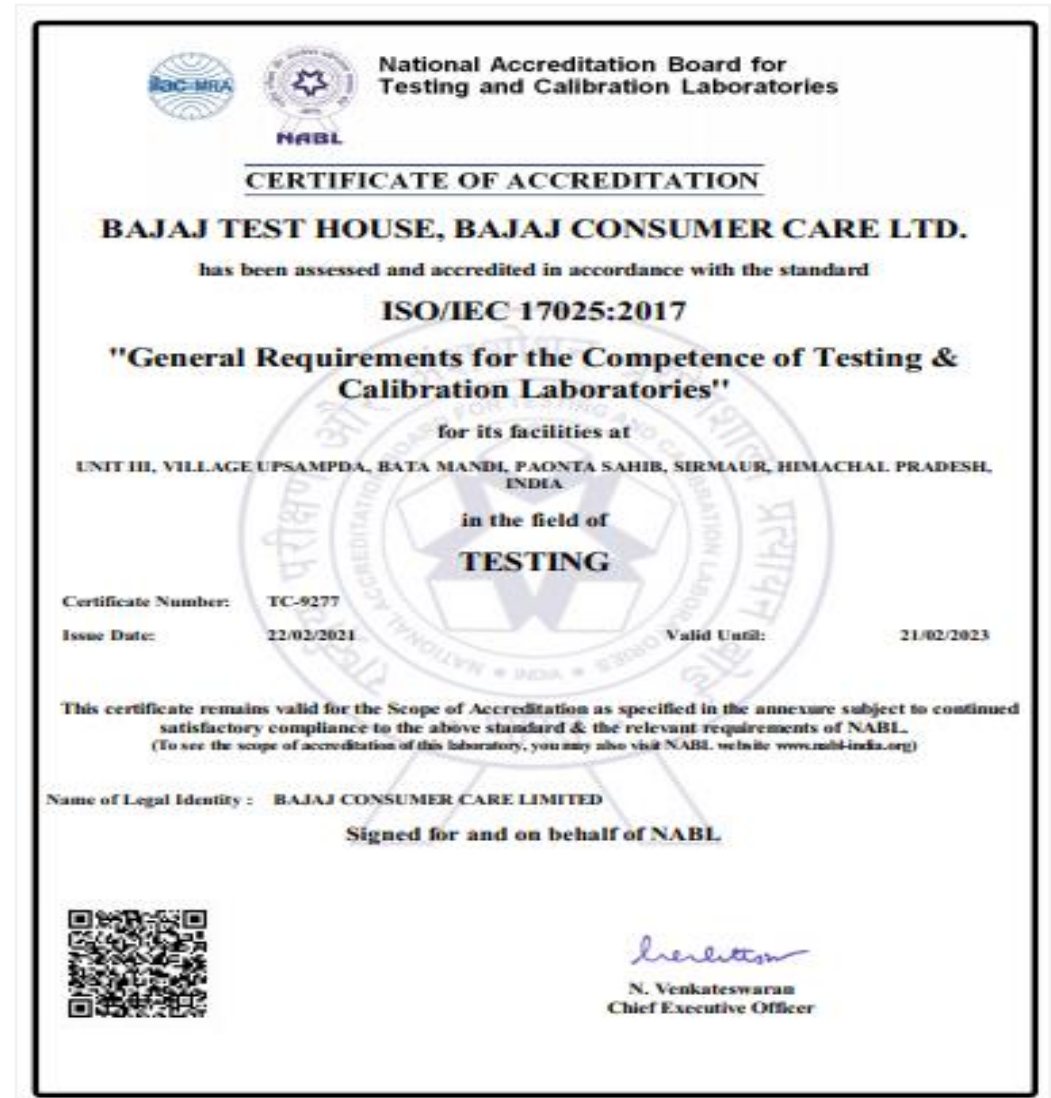 ilac-MRA
NABL
National Accreditation Board for
Testing and Calibration Laboratories
CERTIFICATE OF ACCREDITATION
BAJAJ TEST HOUSE, BAJAJ CONSUMER CARE LTD.
has been assessed and accredited in accordance with the standard
ISO/IEC 17025:2017
"General Requirements for the Competence of Testing &
Calibration Laboratories"
for its facilities at
UNIT III, VILLAGE UPSAMPDA, BATA MANDI, PAONTA SAHIB, SIRMAUR, HIMACHAL PRADESH,
INDIA
in the field of
TESTING
Certificate Number: TC-9277
Issue Date: 22/02/2021 Valid Until: 21/02/2023
This certificate remains valid for the Scope of Accreditation as specified in the annexure subject to continued
satisfactory compliance to the above standard & the relevant requirements of NABL.
(To see the scope of accreditation of this laboratory, you may also visit NABL website www.nabl-india.org)
Name of Legal Identity : BAJAJ CONSUMER CARE LIMITED
Signed for and on behalf of NABL
N. Venkateswaran
Chief Executive Officer